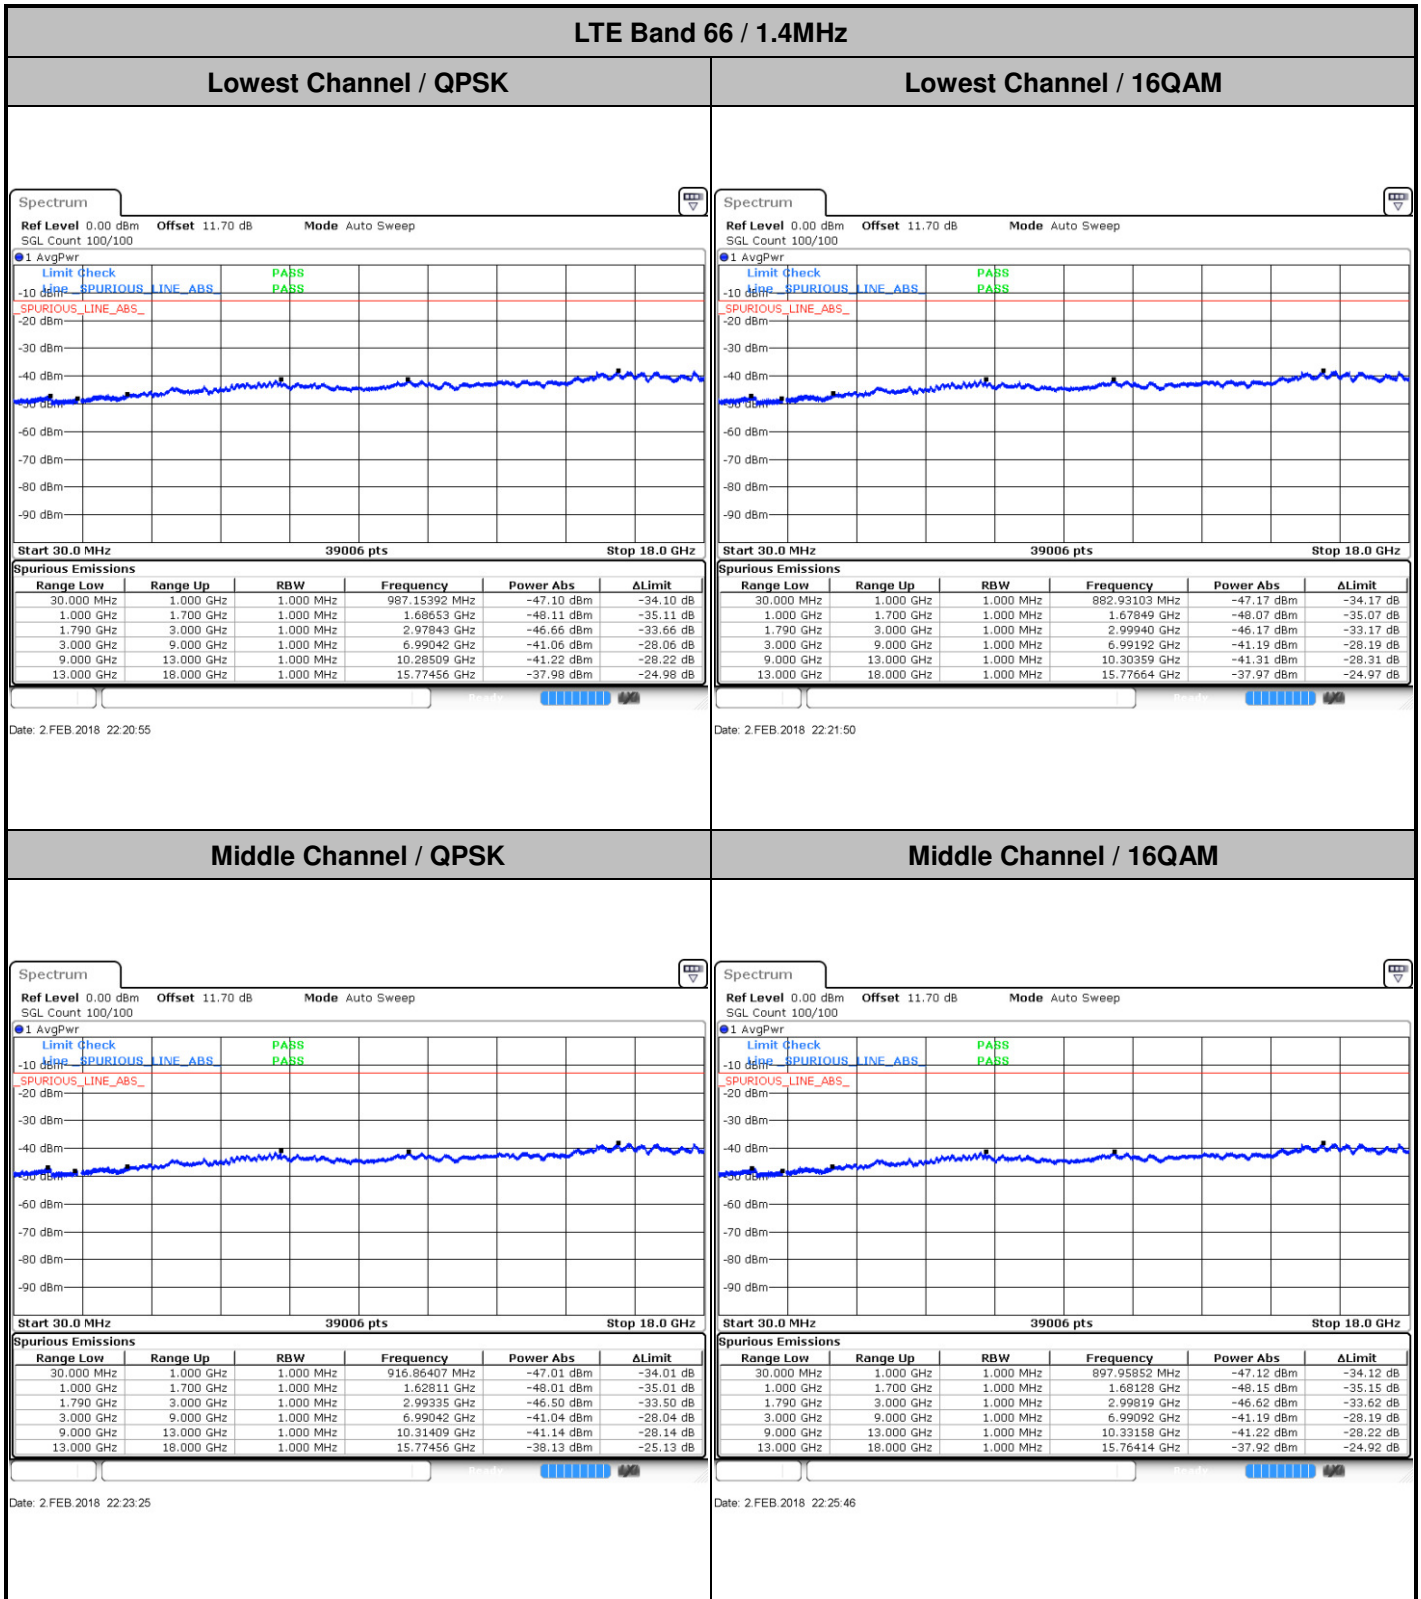 LTE Band 66 / 1.4MHz
Lowest Channel / QPSK
Lowest Channel / 16QAM
Spectrum
Ref Level 0.00 dBm Offset 11.70 dB Mode Auto Sweep
SGL Count 100/100
1 AvgPwr
Limit Check PASS
Line _SPURIOUS_LINE_ABS_ PASS
-10 dBm
_SPURIOUS_LINE_ABS_
-20 dBm
-30 dBm
-40 dBm
-50 dBm
-60 dBm
-70 dBm
-80 dBm
-90 dBm
Start 30.0 MHz 39006 pts Stop 18.0 GHz
Spurious Emissions
Range Low Range Up RBW Frequency Power Abs ΔLimit
30.000 MHz 1.000 GHz 1.000 MHz 987.15392 MHz -47.10 dBm -34.10 dB
1.000 GHz 1.700 GHz 1.000 MHz 1.68653 GHz -48.11 dBm -35.11 dB
1.790 GHz 3.000 GHz 1.000 MHz 2.97843 GHz -46.66 dBm -33.66 dB
3.000 GHz 9.000 GHz 1.000 MHz 6.99042 GHz -41.06 dBm -28.06 dB
9.000 GHz 13.000 GHz 1.000 MHz 10.28509 GHz -41.22 dBm -28.22 dB
13.000 GHz 18.000 GHz 1.000 MHz 15.77456 GHz -37.98 dBm -24.98 dB
Date: 2.FEB.2018 22:20:55
Spectrum
Ref Level 0.00 dBm Offset 11.70 dB Mode Auto Sweep
SGL Count 100/100
1 AvgPwr
Limit Check PASS
Line _SPURIOUS_LINE_ABS_ PASS
-10 dBm
_SPURIOUS_LINE_ABS_
-20 dBm
-30 dBm
-40 dBm
-50 dBm
-60 dBm
-70 dBm
-80 dBm
-90 dBm
Start 30.0 MHz 39006 pts Stop 18.0 GHz
Spurious Emissions
Range Low Range Up RBW Frequency Power Abs ΔLimit
30.000 MHz 1.000 GHz 1.000 MHz 882.93103 MHz -47.17 dBm -34.17 dB
1.000 GHz 1.700 GHz 1.000 MHz 1.67849 GHz -48.07 dBm -35.07 dB
1.790 GHz 3.000 GHz 1.000 MHz 2.99940 GHz -46.17 dBm -33.17 dB
3.000 GHz 9.000 GHz 1.000 MHz 6.99192 GHz -41.19 dBm -28.19 dB
9.000 GHz 13.000 GHz 1.000 MHz 10.30359 GHz -41.31 dBm -28.31 dB
13.000 GHz 18.000 GHz 1.000 MHz 15.77664 GHz -37.97 dBm -24.97 dB
Date: 2.FEB.2018 22:21:50
Middle Channel / QPSK
Middle Channel / 16QAM
Spectrum
Ref Level 0.00 dBm Offset 11.70 dB Mode Auto Sweep
SGL Count 100/100
1 AvgPwr
Limit Check PASS
Line _SPURIOUS_LINE_ABS_ PASS
-10 dBm
_SPURIOUS_LINE_ABS_
-20 dBm
-30 dBm
-40 dBm
-50 dBm
-60 dBm
-70 dBm
-80 dBm
-90 dBm
Start 30.0 MHz 39006 pts Stop 18.0 GHz
Spurious Emissions
Range Low Range Up RBW Frequency Power Abs ΔLimit
30.000 MHz 1.000 GHz 1.000 MHz 916.86407 MHz -47.01 dBm -34.01 dB
1.000 GHz 1.700 GHz 1.000 MHz 1.62811 GHz -48.01 dBm -35.01 dB
1.790 GHz 3.000 GHz 1.000 MHz 2.99335 GHz -46.50 dBm -33.50 dB
3.000 GHz 9.000 GHz 1.000 MHz 6.99042 GHz -41.04 dBm -28.04 dB
9.000 GHz 13.000 GHz 1.000 MHz 10.31409 GHz -41.14 dBm -28.14 dB
13.000 GHz 18.000 GHz 1.000 MHz 15.77456 GHz -38.13 dBm -25.13 dB
Date: 2.FEB.2018 22:23:25
Spectrum
Ref Level 0.00 dBm Offset 11.70 dB Mode Auto Sweep
SGL Count 100/100
1 AvgPwr
Limit Check PASS
Line _SPURIOUS_LINE_ABS_ PASS
-10 dBm
_SPURIOUS_LINE_ABS_
-20 dBm
-30 dBm
-40 dBm
-50 dBm
-60 dBm
-70 dBm
-80 dBm
-90 dBm
Start 30.0 MHz 39006 pts Stop 18.0 GHz
Spurious Emissions
Range Low Range Up RBW Frequency Power Abs ΔLimit
30.000 MHz 1.000 GHz 1.000 MHz 897.95852 MHz -47.12 dBm -34.12 dB
1.000 GHz 1.700 GHz 1.000 MHz 1.68128 GHz -48.15 dBm -35.15 dB
1.790 GHz 3.000 GHz 1.000 MHz 2.99819 GHz -46.62 dBm -33.62 dB
3.000 GHz 9.000 GHz 1.000 MHz 6.99092 GHz -41.19 dBm -28.19 dB
9.000 GHz 13.000 GHz 1.000 MHz 10.33158 GHz -41.22 dBm -28.22 dB
13.000 GHz 18.000 GHz 1.000 MHz 15.76414 GHz -37.92 dBm -24.92 dB
Date: 2.FEB.2018 22:25:46